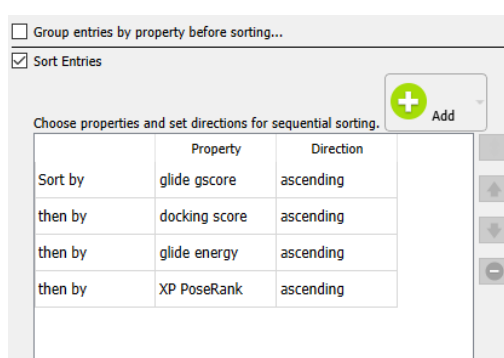 Group entries by property before sorting...
Sort Entries
Add
Choose properties and set directions for sequential sorting.
Property Direction
Sort by glide gscore ascending
then by docking score ascending
then by glide energy ascending
then by XP PoseRank ascending